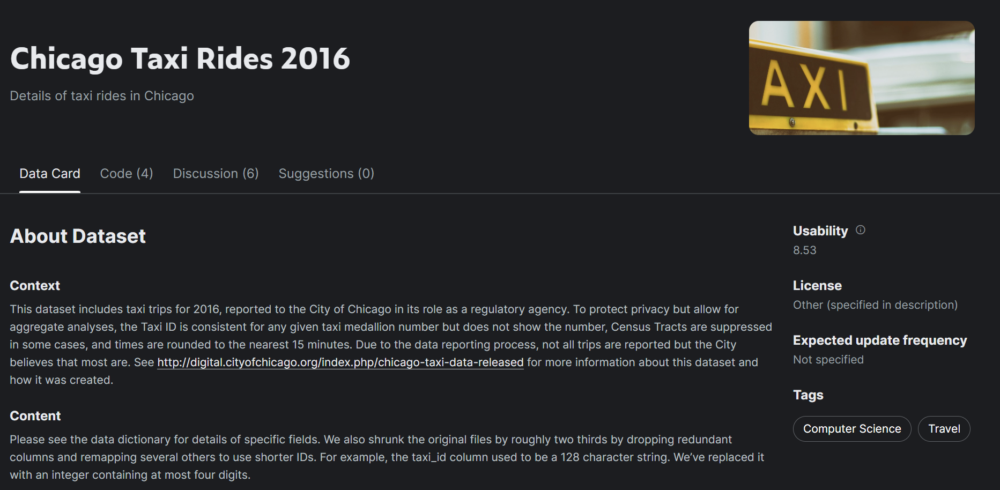 Chicago Taxi Rides 2016
Details of taxi rides in Chicago
AXI
Data Card
Code (4)
Discussion (6)
Suggestions (0)
About Dataset
Context
This dataset includes taxi trips for 2016, reported to the City of Chicago in its role as a regulatory agency. To protect privacy but allow for
aggregate analyses, the Taxi ID is consistent for any given taxi medallion number but does not show the number, Census Tracts are suppressed
in some cases, and times are rounded to the nearest 15 minutes. Due to the data reporting process, not all trips are reported but the City
believes that most are. See http://digital.cityofchicago.org/index.php/chicago-taxi-data-released for more information about this dataset and
how it was created.
Content
Please see the data dictionary for details of specific fields. We also shrunk the original files by roughly two thirds by dropping redundant
columns and remapping several others to use shorter IDs. For example, the taxi_id column used to be a 128 character string. We’ve replaced it
with an integer containing at most four digits.
Usability
8.53
License
Other (specified in description)
Expected update frequency
Not specified
Tags
Computer Science
Travel